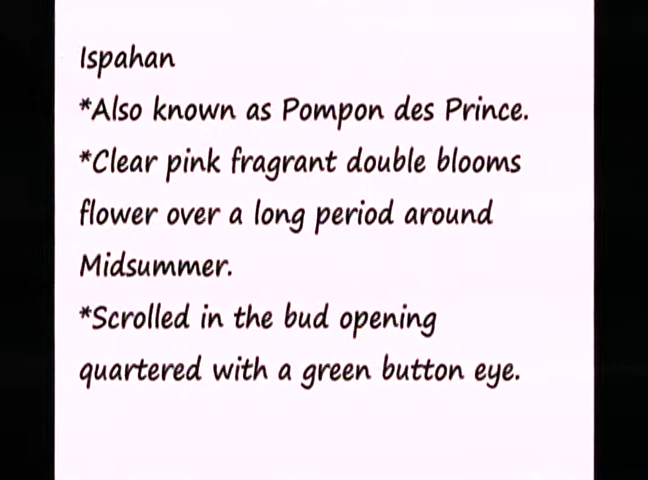 Ispahan
*Also known as Pompon des Prince.
*Clear pink fragrant double blooms
flower over a long period around
Midsummer.
*Scrolled in the bud opening
quartered with a green button eye.